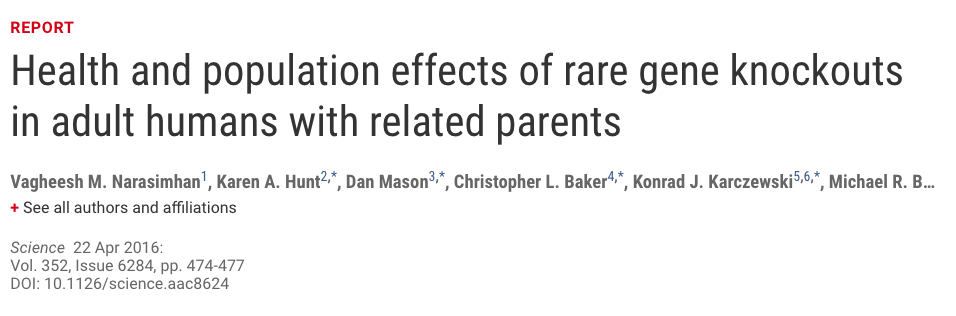 REPORT
Health and population effects of rare gene knockouts
in adult humans with related parents
Vagheesh M. Narasimhan1, Karen A. Hunt2,*, Dan Mason3,*, Christopher L. Baker4,*, Konrad J. Karczewski5,6,*, Michael R. B…
+ See all authors and affiliations
Science 22 Apr 2016:
Vol. 352, Issue 6284, pp. 474-477
DOI: 10.1126/science.aac8624